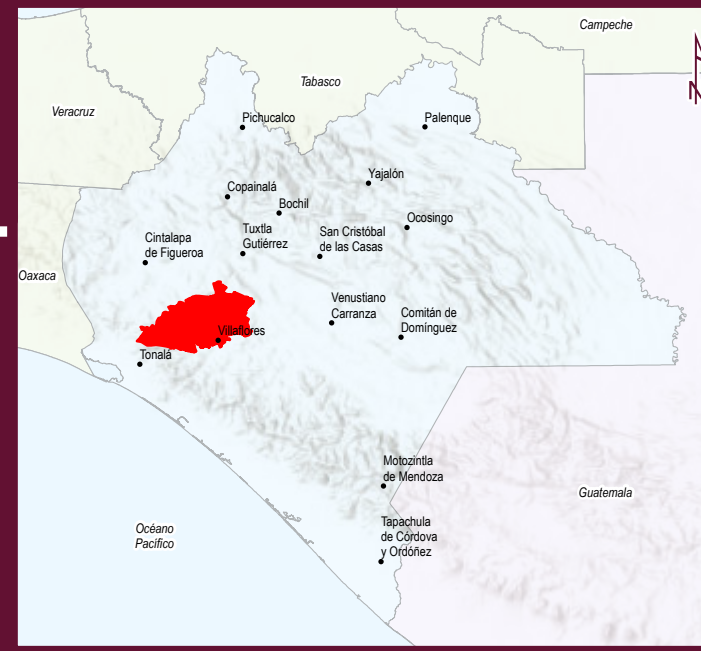 Campeche
Tabasco
Veracruz
Pichucalco
Palenque
Yajalón
Copainalá
Bochil
Ocosingo
Tuxtla
Gutiérrez
San Cristóbal
de las Casas
Cintalapa
de Figueroa
Oaxaca
Venustiano
Carranza
Comitán de
Domínguez
Villaflores
Tonalá
Motozintla
de Mendoza
Guatemala
Océano
Pacífico
Tapachula
de Córdova
y Ordóñez